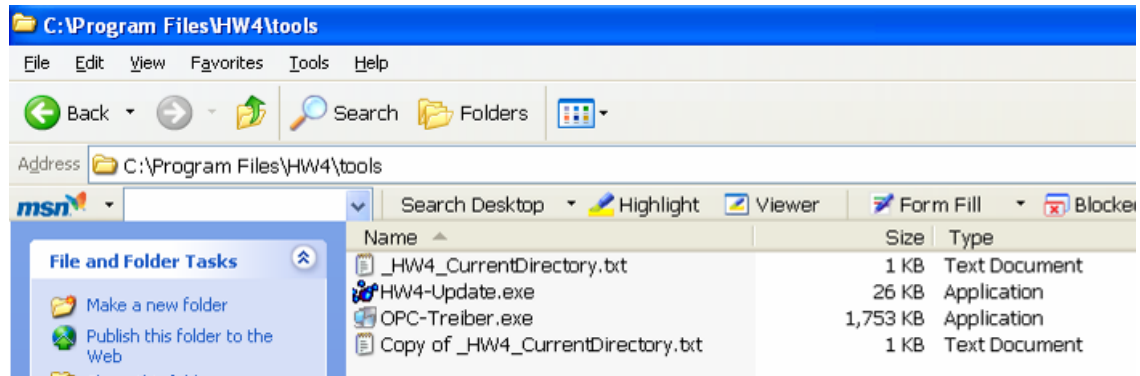 C:\Program Files\HW4\tools
File Edit View Favorites Tools Help
Back Search Folders
Address C:\Program Files\HW4\tools
msn Search Desktop Highlight Viewer Form Fill Blocked
Name Size Type
File and Folder Tasks
_HW4_CurrentDirectory.txt 1 KB Text Document
HW4-Update.exe 26 KB Application
Make a new folder
OPC-Treiber.exe 1,753 KB Application
Publish this folder to the
Web
Copy of _HW4_CurrentDirectory.txt 1 KB Text Document